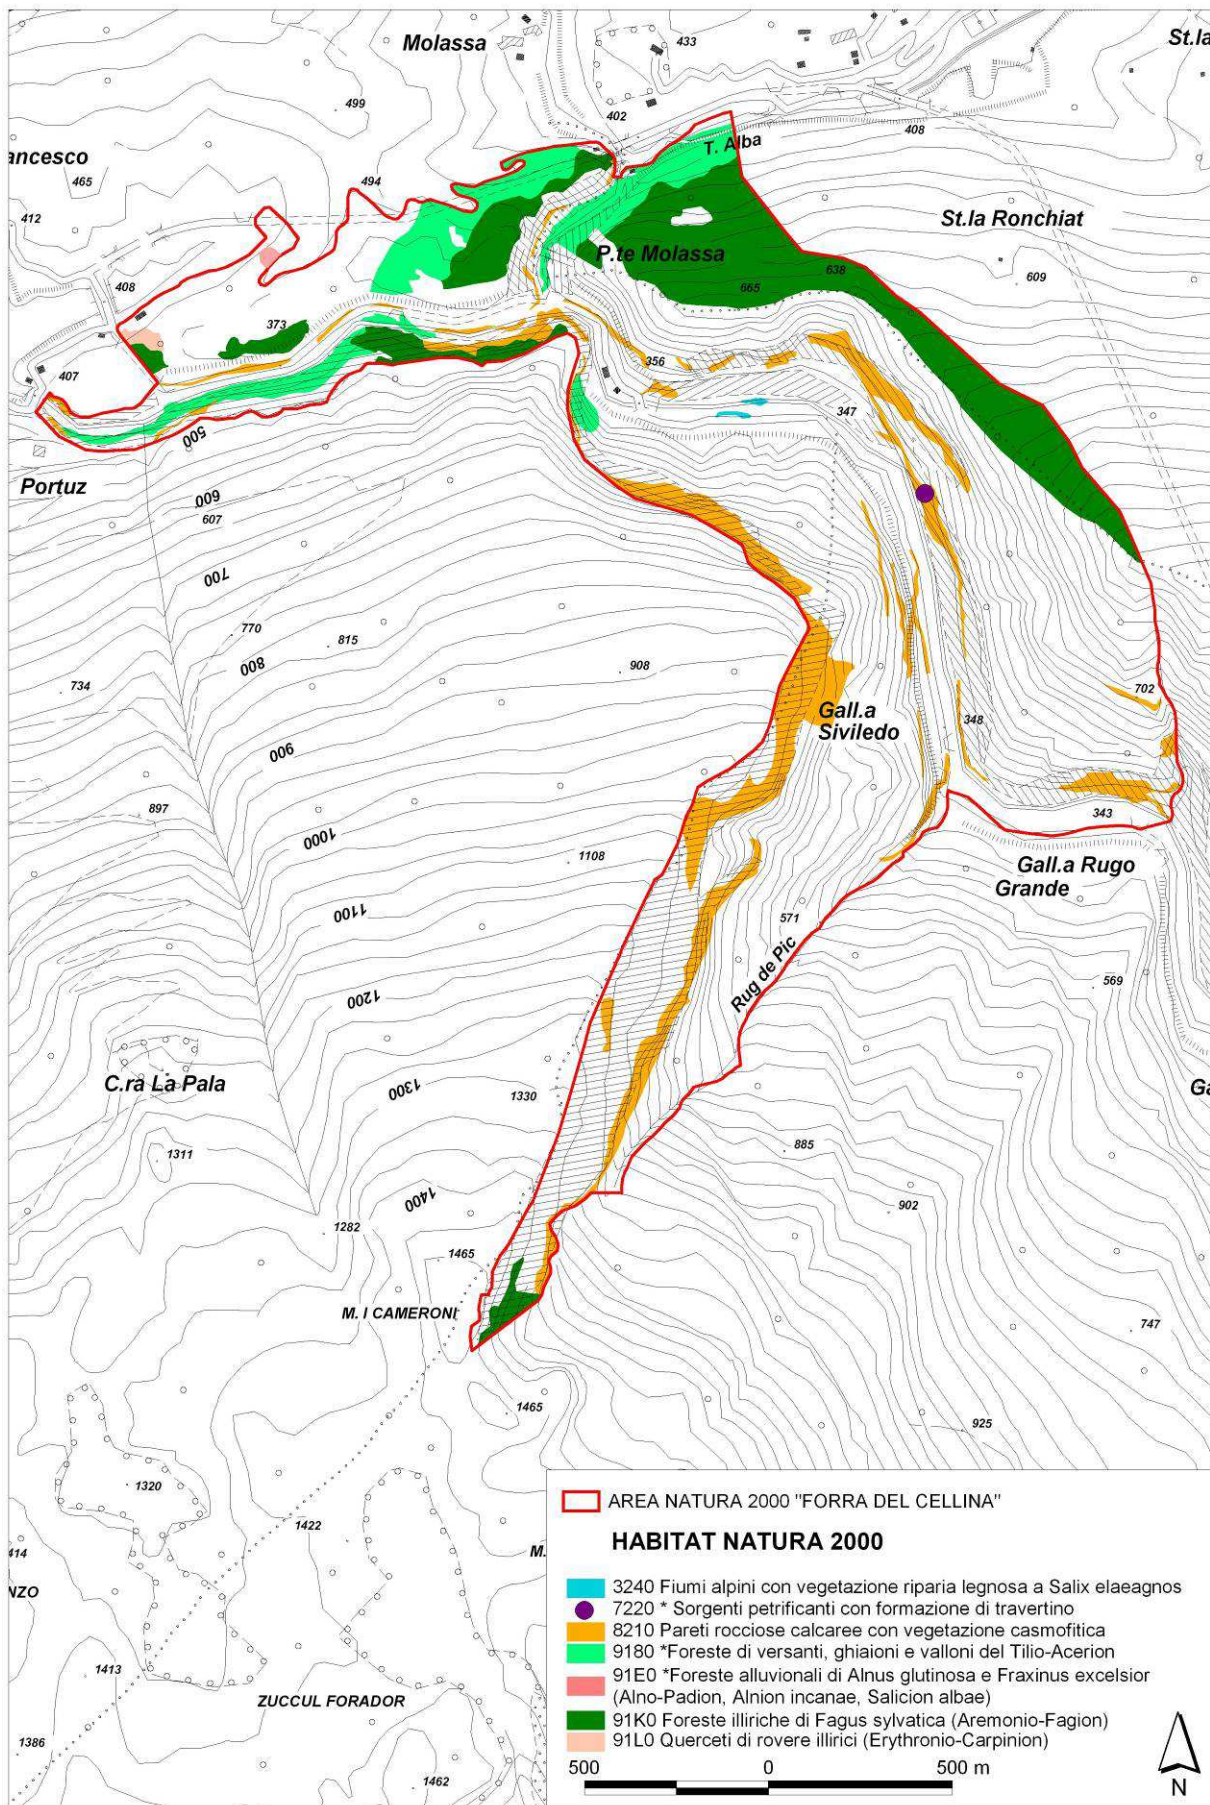 Molassa
433
St.la
499
402
408
T. Alba
ancesco
465
494
412
St.la Ronchiat
P.te Molassa
638
609
408
665
373
356
407
347
500
Portuz
600
607
700
770
815
800
908
734
702
Gall.a
Siviledo
348
900
897
343
1000
1108
Gall.a Rugo
Grande
1100
571
Rug de Pic
569
1200
C.ra La Pala
1300
1330
Ga
885
1311
1400
902
1282
1465
M. I CAMERONI
747
1465
925
1320
1422
414
M.
NZO
1413
ZUCCUL FORADOR
1386
1462
AREA NATURA 2000 "FORRA DEL CELLINA"
HABITAT NATURA 2000
3240 Fiumi alpini con vegetazione riparia legnosa a Salix elaeagnos
7220 * Sorgenti petrificanti con formazione di travertino
8210 Pareti rocciose calcaree con vegetazione casmofitica
9180 *Foreste di versanti, ghiaioni e valloni del Tilio-Acerion
91E0 *Foreste alluvionali di Alnus glutinosa e Fraxinus excelsior
(Alno-Padion, Alnion incanae, Salicion albae)
91K0 Foreste illiriche di Fagus sylvatica (Aremonio-Fagion)
91L0 Querceti di rovere illirici (Erythronio-Carpinion)
500 0 500 m
N